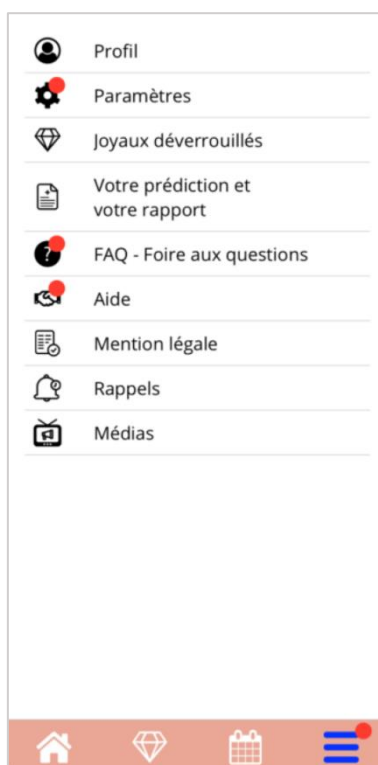 Profil
Paramètres
Joyaux déverrouillés
Votre prédiction et
votre rapport
FAQ - Foire aux questions
Aide
Mention légale
Rappels
Médias